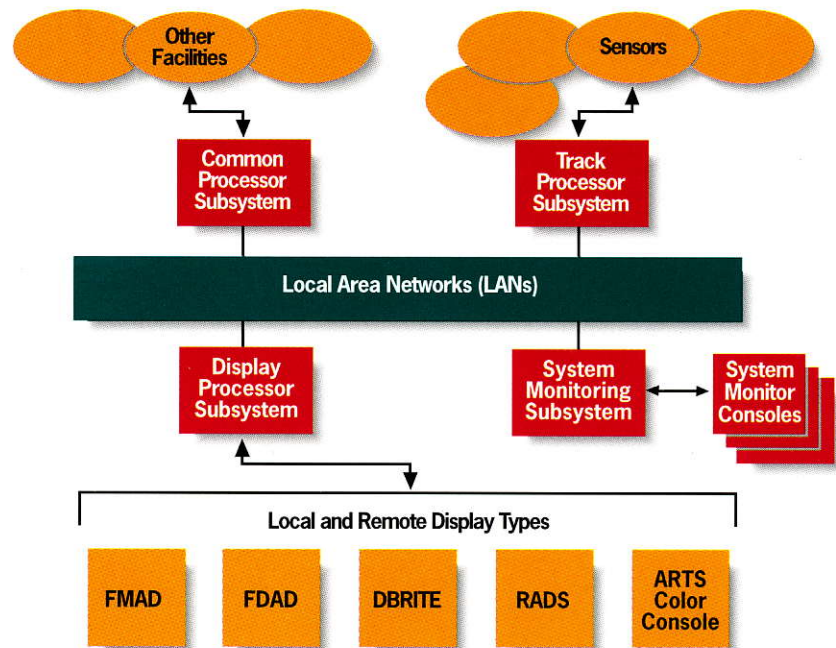 Other
Facilities
Sensors
Common
Processor
Subsystem
Track
Processor
Subsystem
Local Area Networks (LANs)
Display
Processor
Subsystem
System
Monitoring
Subsystem
System
Monitor
Consoles
Local and Remote Display Types
FMAD
FDAD
DBRITE
RADS
ARTS
Color
Console